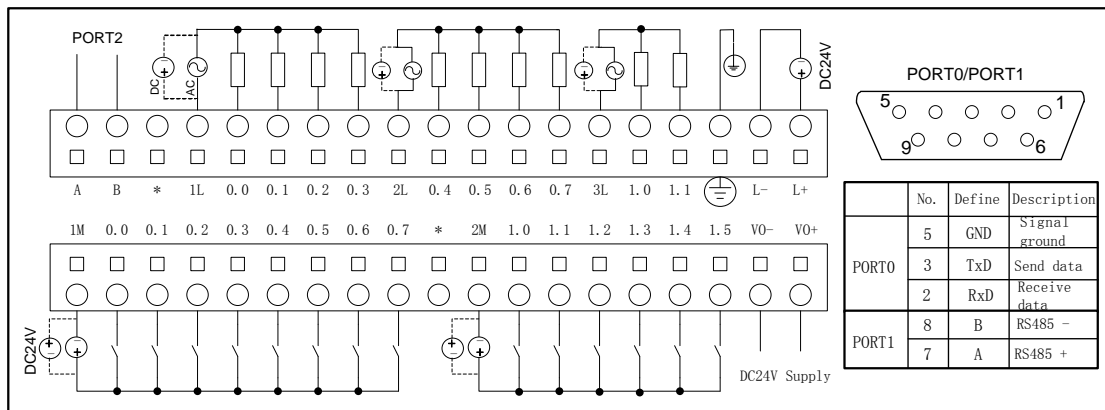 PORT2
DC
AC
DC24V
A B * 1L 0.0 0.1 0.2 0.3 2L 0.4 0.5 0.6 0.7 3L 1.0 1.1 L- L+
1M 0.0 0.1 0.2 0.3 0.4 0.5 0.6 0.7 * 2M 1.0 1.1 1.2 1.3 1.4 1.5 VO- VO+
DC24V
DC24V Supply
PORT0/PORT1
5 1
9 6
No. Define Description
PORT0
5 GND Signal ground
3 TxD Send data
2 RxD Receive data
PORT1
8 B RS485 -
7 A RS485 +